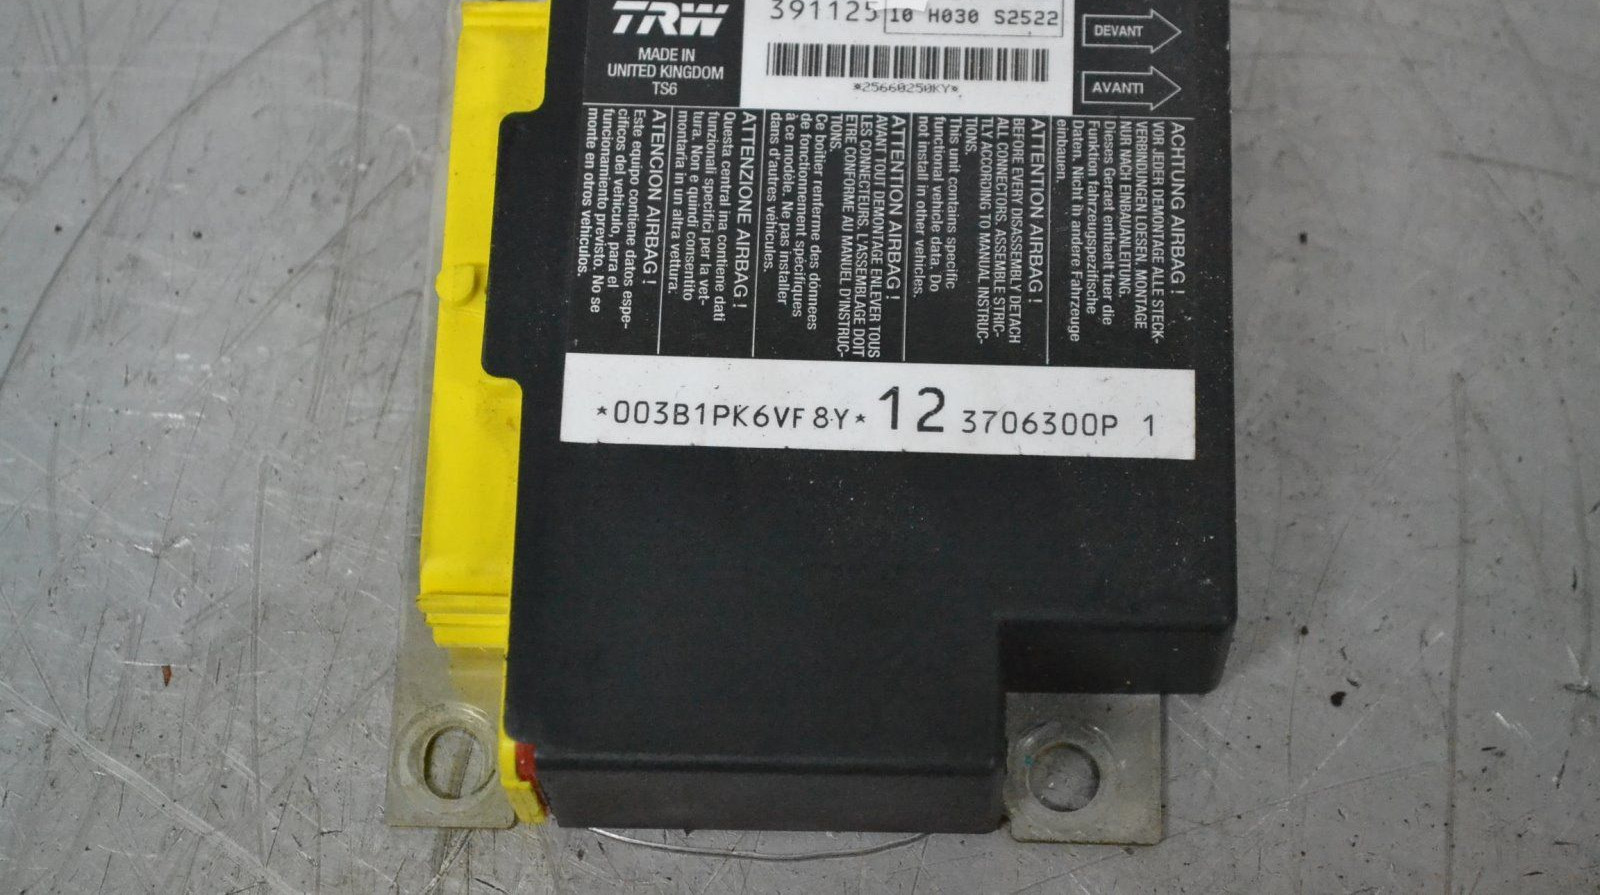 TRW
MADE IN
UNITED KINGDOM
TS6
391125
10 H030 S2522
*25660250KY*
DEVANT
AVANTI
ACHTUNG AIRBAG !
VOR JEDER DEMONTAGE ALLE STECK-
VERBINDUNGEN LOESEN. MONTAGE
NUR NACH EINBAUANLEITUNG.
Dieses Geraet enthaelt fuer die
Funktion fahrzeugspezifische
Daten. Nicht in andere Fahrzeuge
einbauen.
ATTENTION AIRBAG !
BEFORE EVERY DISASSEMBLY DETACH
ALL CONNECTORS. ASSEMBLE STRIC-
TLY ACCORDING TO MANUAL INSTRUC-
TIONS.
This unit contains specific
functional vehicle data. Do
not install in other vehicles.
ATTENTION AIRBAG !
AVANT TOUT DEMONTAGE ENLEVER TOUS
LES CONNECTEURS. L'ASSEMBLAGE DOIT
ETRE CONFORME AU MANUEL D'INSTRUC-
TIONS.
Ce boîtier renferme des données
de fonctionnement spécifiques
à ce modèle. Ne pas installer
dans d'autres véhicules.
ATTENZIONE AIRBAG !
Questa central ina contiene dati
funzionali specifici per la vet-
tura. Non e quindi consentito
montarla in un altra vettura.
ATENCION AIRBAG !
Este equipo contiene datos espe-
cíficos del vehículo, para el
funcionamiento previsto. No se
monte en otros vehículos.
*003B1PK6VF8Y* 12 3706300P 1